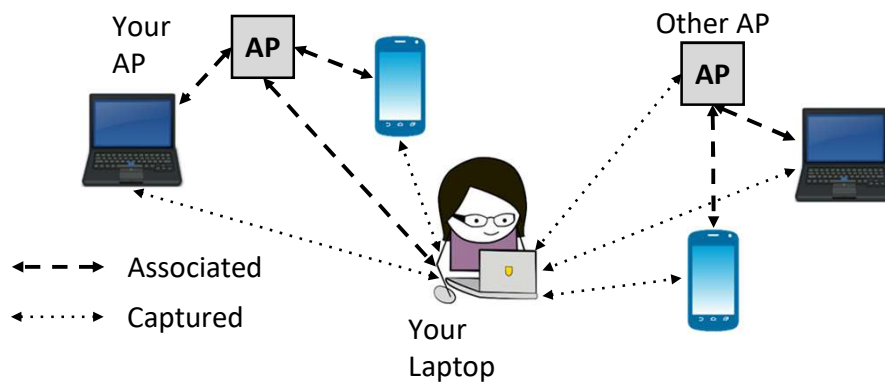 Your
AP
AP
Other AP
AP
Associated
Captured
Your
Laptop